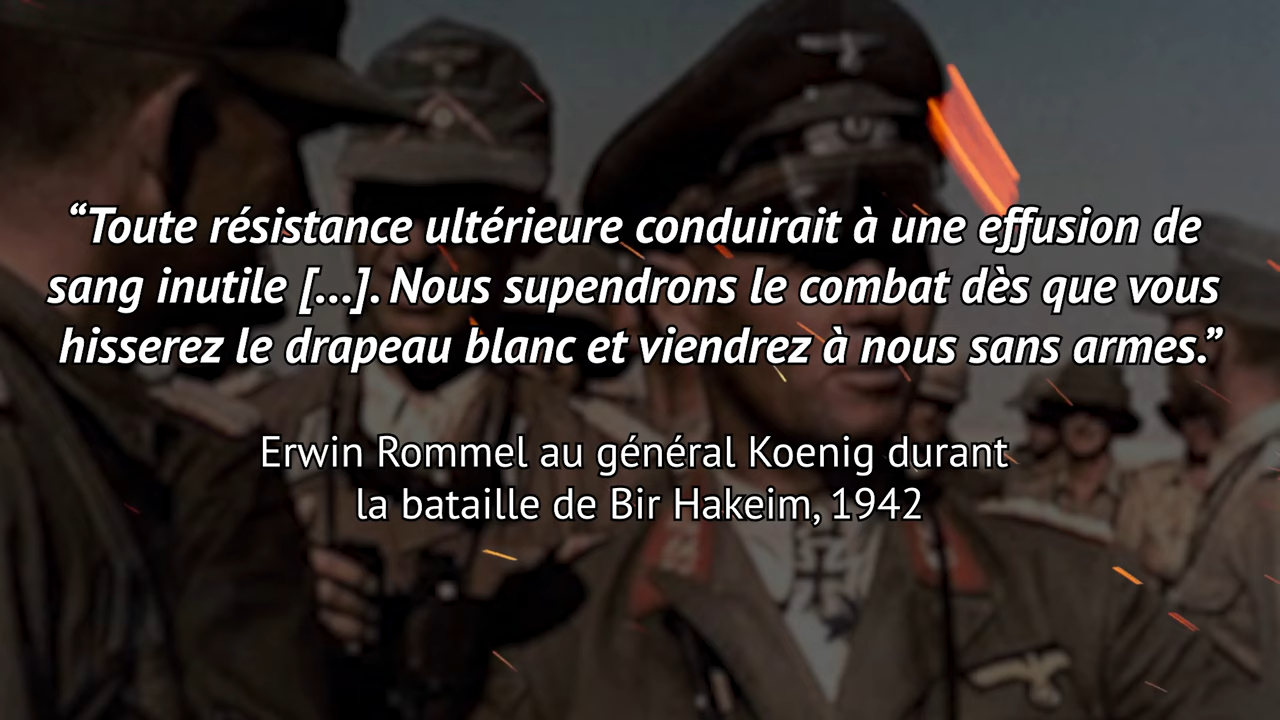 “Toute résistance ultérieure conduirait à une effusion de
sang inutile [...]. Nous supendrons le combat dès que vous
hisserez le drapeau blanc et viendrez à nous sans armes.”
Erwin Rommel au général Koenig durant
la bataille de Bir Hakeim, 1942